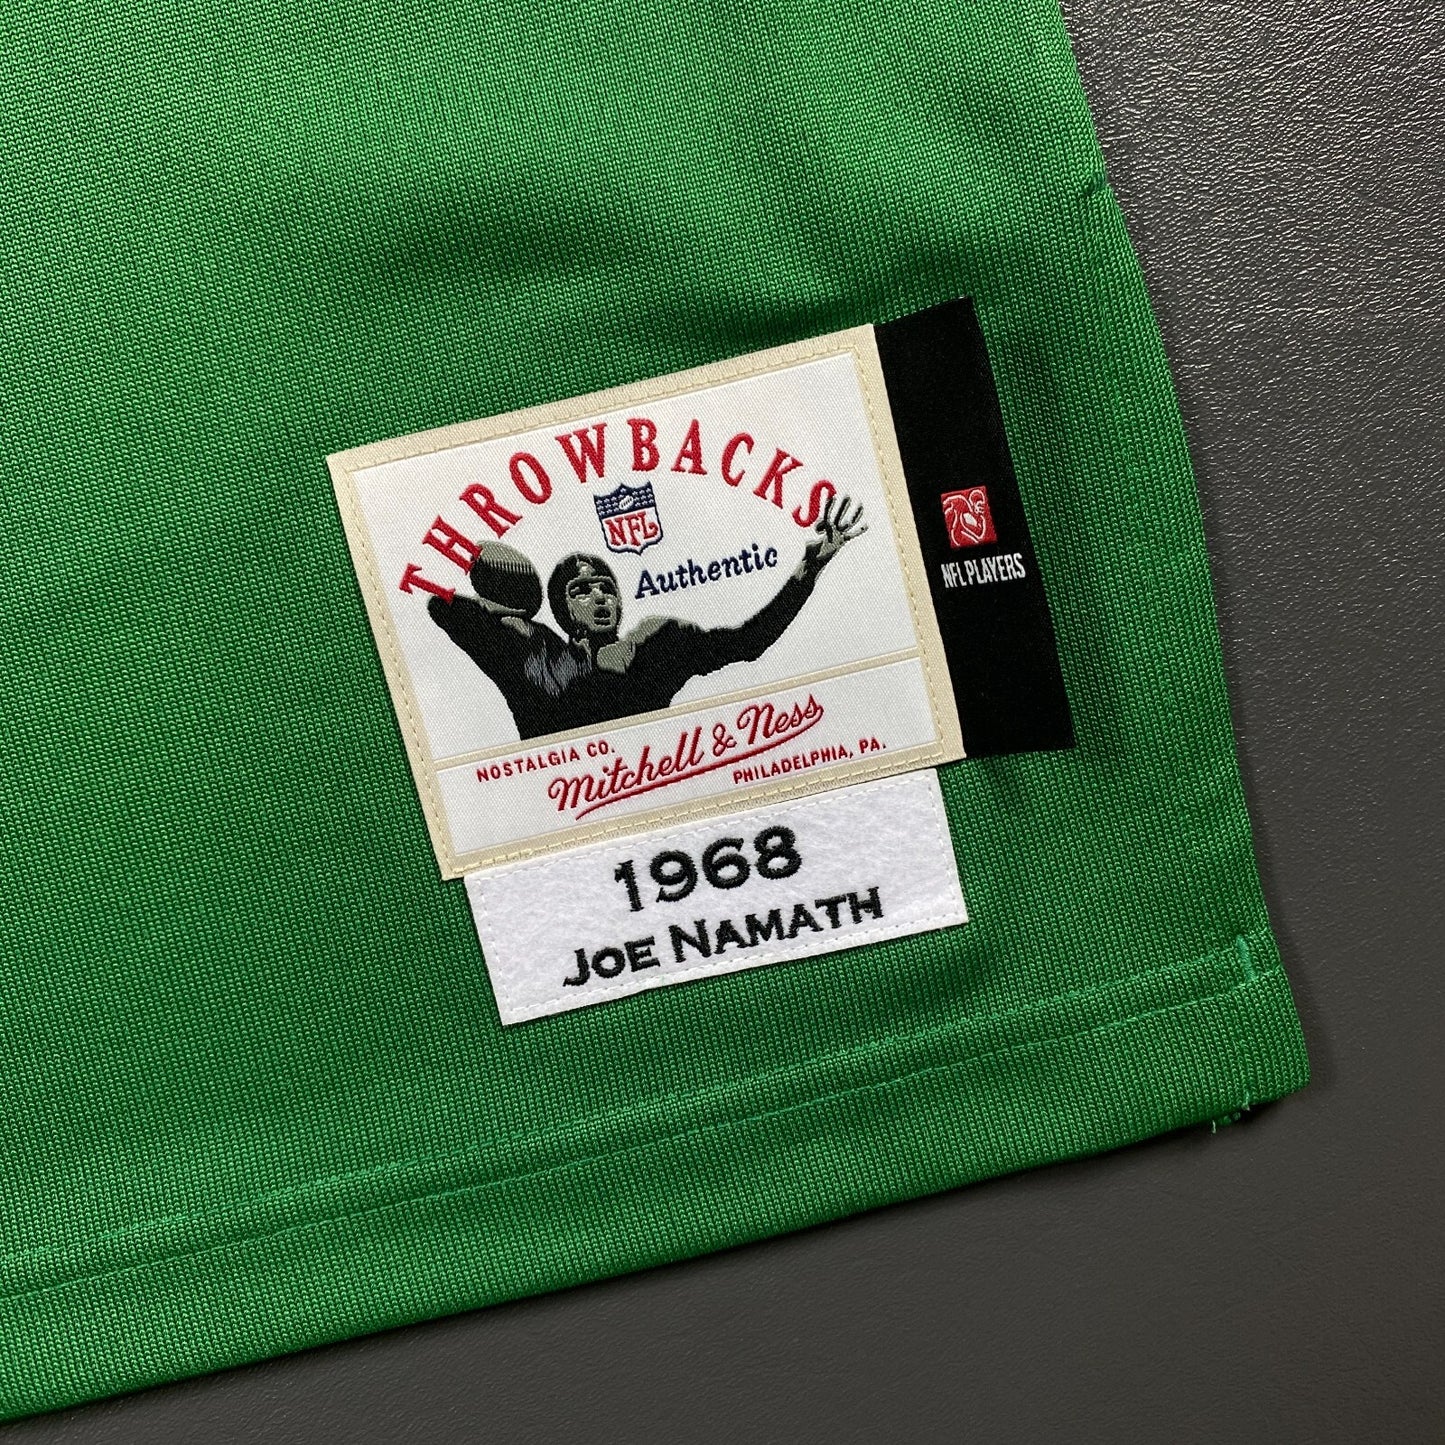 THROWBACKS
NFL
Authentic
NFL PLAYERS
NOSTALGIA CO.
Mitchell & Ness
PHILADELPHIA, PA.
1968
JOE NAMATH